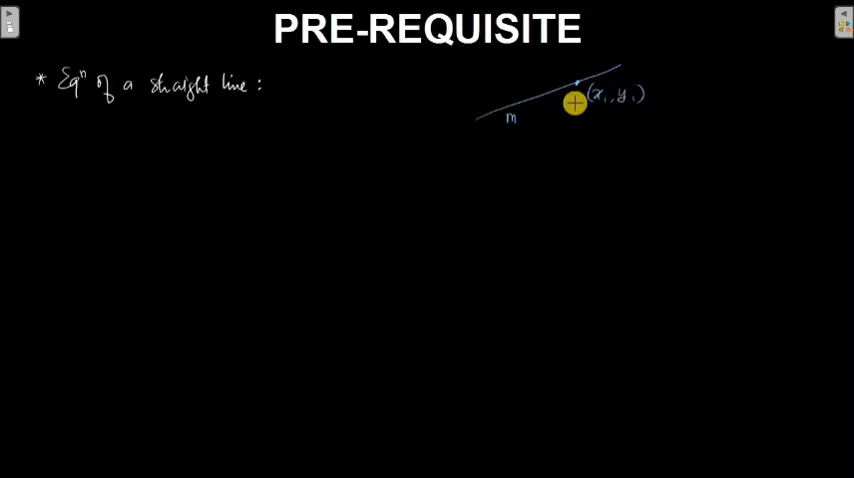 PRE-REQUISITE
* Eqⁿ of a straight line :
(x₁, y₁)
m